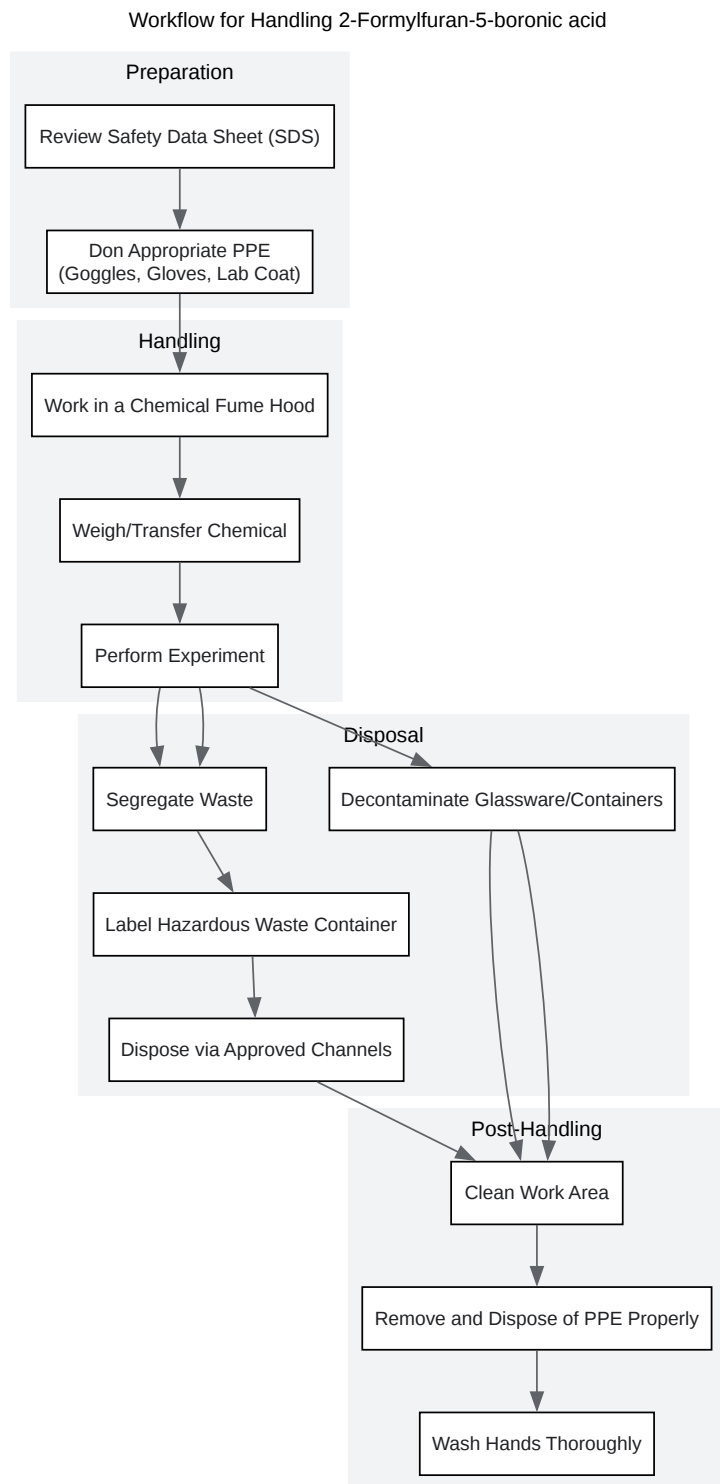 Workflow for Handling 2-Formylfuran-5-boronic acid
Preparation
Review Safety Data Sheet (SDS)
Don Appropriate PPE
(Goggles, Gloves, Lab Coat)
Handling
Work in a Chemical Fume Hood
Weigh/Transfer Chemical
Perform Experiment
Disposal
Segregate Waste
Decontaminate Glassware/Containers
Label Hazardous Waste Container
Dispose via Approved Channels
Post-Handling
Clean Work Area
Remove and Dispose of PPE Properly
Wash Hands Thoroughly